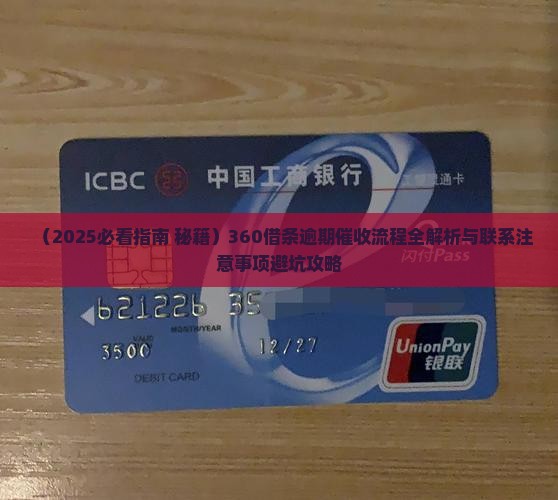 ICBC 中国工商银行 通卡
（2025必看指南 秘籍）360借条逾期催收流程全解析与联系注
意事项避坑攻略
闪付Pass
621226 35
MONTH/YEAR
VALID
3500 12/27
DEBIT CARD
UnionPay
银联